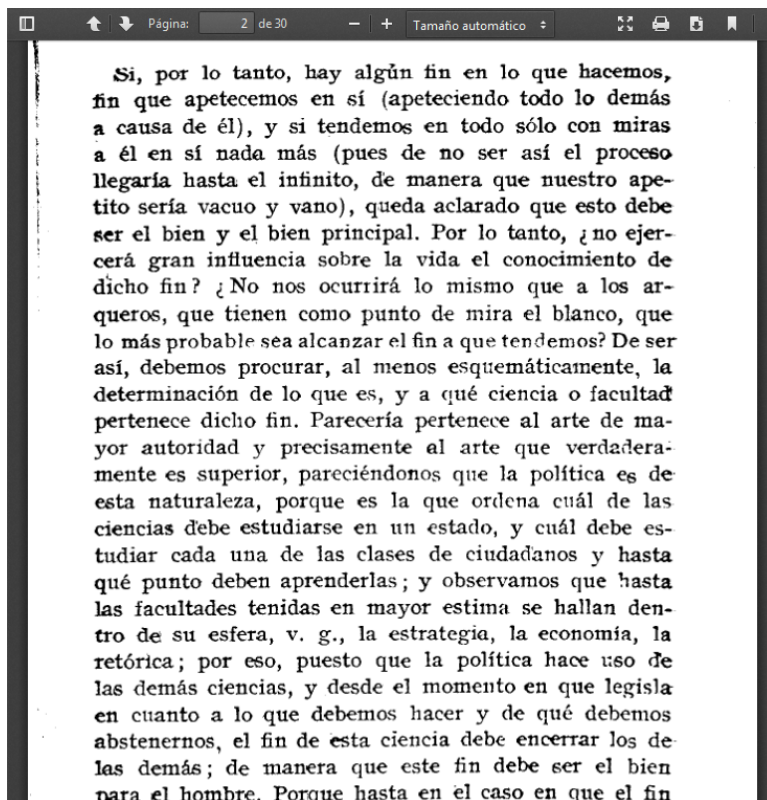 Página: 2 de 30 Tamaño automático
Si, por lo tanto, hay algún fin en lo que hacemos,
fin que apetecemos en sí (apeteciendo todo lo demás
a causa de él), y si tendemos en todo sólo con miras
a él en sí nada más (pues de no ser así el proceso
llegaría hasta el infinito, de manera que nuestro ape-
tito sería vacuo y vano), queda aclarado que esto debe
ser el bien y el bien principal. Por lo tanto, ¿no ejer-
cerá gran influencia sobre la vida el conocimiento de
dicho fin? ¿No nos ocurrirá lo mismo que a los ar-
queros, que tienen como punto de mira el blanco, que
lo más probable sea alcanzar el fin a que tendemos? De ser
así, debemos procurar, al menos esquemáticamente, la
determinación de lo que es, y a qué ciencia o facultad
pertenece dicho fin. Parecería pertenece al arte de ma-
yor autoridad y precisamente al arte que verdadera-
mente es superior, pareciéndonos que la política es de
esta naturaleza, porque es la que ordena cuál de las
ciencias debe estudiarse en un estado, y cuál debe es-
tudiar cada una de las clases de ciudadanos y hasta
qué punto deben aprenderlas; y observamos que hasta
las facultades tenidas en mayor estima se hallan den-
tro de su esfera, v. g., la estrategia, la economía, la
retórica; por eso, puesto que la política hace uso de
las demás ciencias, y desde el momento en que legisla
en cuanto a lo que debemos hacer y de qué debemos
abstenernos, el fin de esta ciencia debe encerrar los de
las demás; de manera que este fin debe ser el bien
para el hombre. Porque hasta en el caso en que el fin